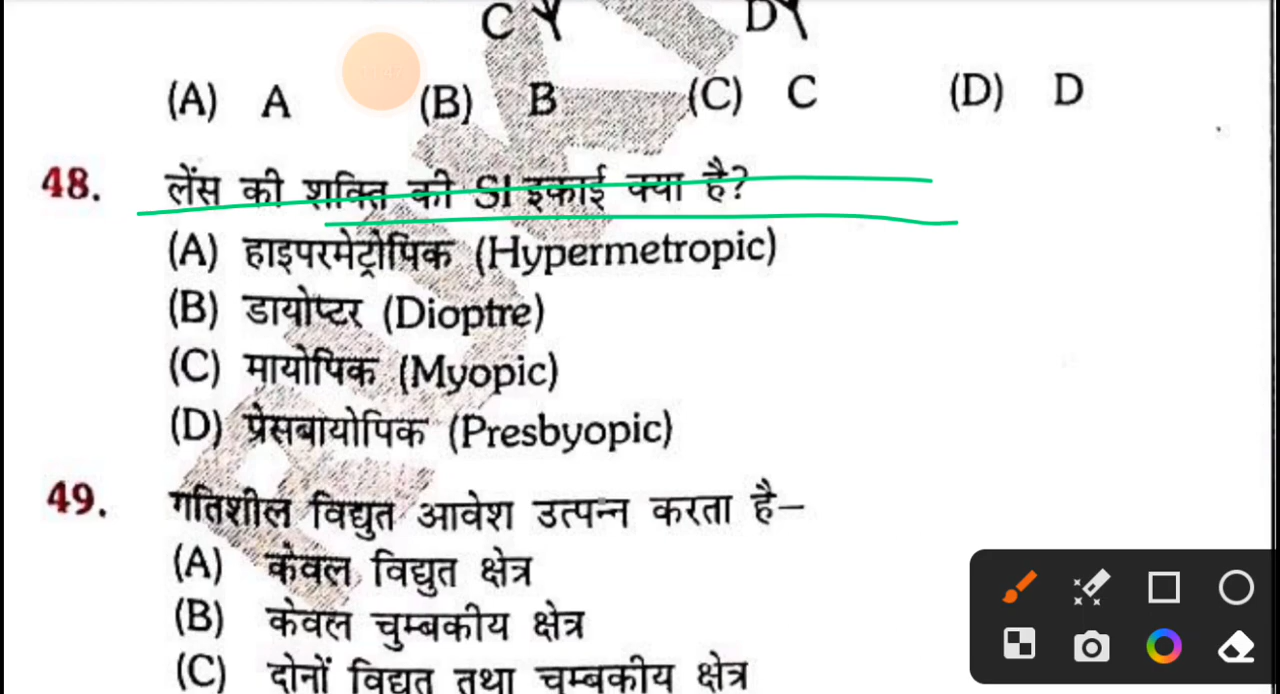 C D
(A) A (B) B (C) C (D) D
48. लेंस की शक्ति की SI इकाई क्या है?
(A) हाइपरमेट्रोपिक (Hypermetropic)
(B) डायोप्टर (Dioptre)
(C) मायोपिक (Myopic)
(D) प्रेसबायोपिक (Presbyopic)
49. गतिशील विद्युत आवेश उत्पन्न करता है–
(A) केवल विद्युत क्षेत्र
(B) केवल चुम्बकीय क्षेत्र
(C) दोनों विद्युत तथा चुम्बकीय क्षेत्र